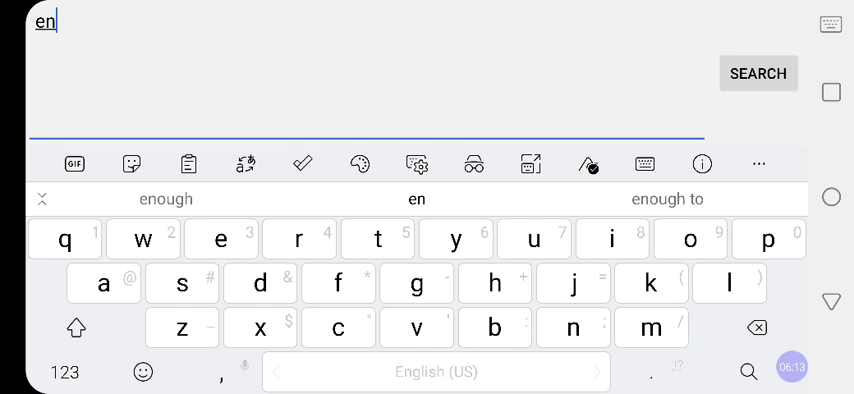 en
SEARCH
GIF
enough en enough to
q 1 w 2 e 3 r 4 t 5 y 6 u 7 i 8 o 9 p 0
a @ s # d & f * g - h + j = k ( l )
z _ x $ c " v ' b : n ; m /
123 , English (US) . .!? 06:13